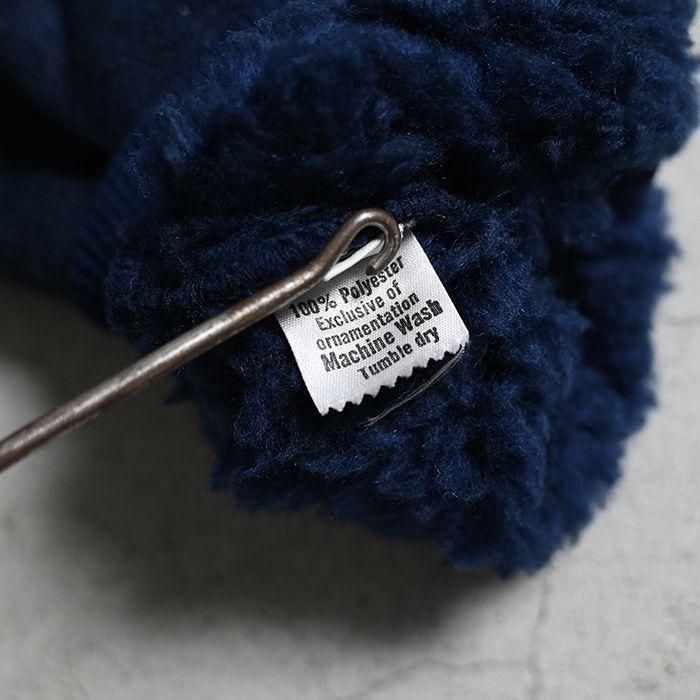 100% Polyester
Exclusive of
ornamentation
Machine Wash
Tumble dry